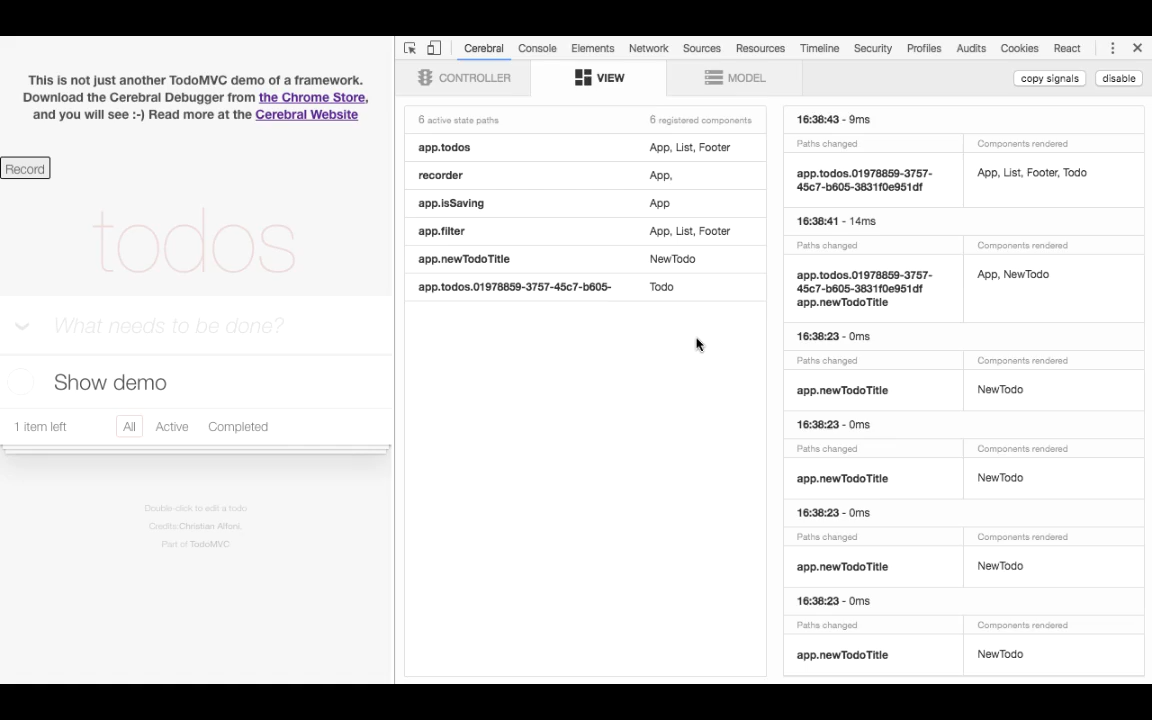 This is not just another TodoMVC demo of a framework.
Download the Cerebral Debugger from the Chrome Store,
and you will see :-) Read more at the Cerebral Website
Record
todos
What needs to be done?
Show demo
1 item left All Active Completed
Double-click to edit a todo
Credits Christian Alfoni.
Part of TodoMVC
Cerebral Console Elements Network Sources Resources Timeline Security Profiles Audits Cookies React
CONTROLLER VIEW MODEL copy signals disable
6 active state paths 6 registered components
app.todos App, List, Footer
recorder App,
app.isSaving App
app.filter App, List, Footer
app.newTodoTitle NewTodo
app.todos.01978859-3757-45c7-b605- Todo
16:38:43 - 9ms
Paths changed Components rendered
app.todos.01978859-3757- App, List, Footer, Todo
45c7-b605-3831f0e951df
16:38:41 - 14ms
Paths changed Components rendered
app.todos.01978859-3757- App, NewTodo
45c7-b605-3831f0e951df
app.newTodoTitle
16:38:23 - 0ms
Paths changed Components rendered
app.newTodoTitle NewTodo
16:38:23 - 0ms
Paths changed Components rendered
app.newTodoTitle NewTodo
16:38:23 - 0ms
Paths changed Components rendered
app.newTodoTitle NewTodo
16:38:23 - 0ms
Paths changed Components rendered
app.newTodoTitle NewTodo